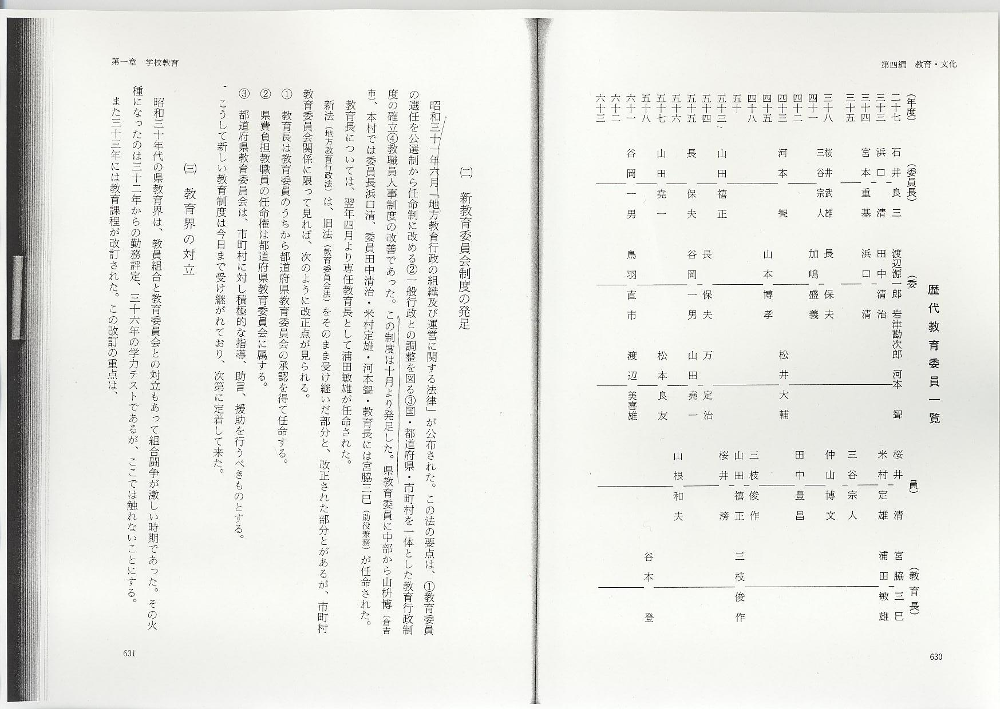 第四編　教育・文化
歴代教育委員一覧
（年度）　（委員長）　（委　員）　（教育長）
二十七　石井良三　渡辺源一郎　岩津勘次郎　河本聟　桜井清　宮脇三巳
三十三　浜口清　田中清治　米村定雄　浦田敏雄
三十四　宮本重基　浜口清
三十五　三谷宗人
三十八　桜井武雄　長保夫　仲山博文
三谷宗人
四十一　加嶋盛義
四十二　田中豊昌
四十三　河本聟　松井大輔
四十五　山本博孝
四十八　三枝俊作
五十　山田禧正　三枝俊作
五十三　山田禧正　桜井滂
五十四　長保夫　万定治
五十五　長保夫　谷岡一男　山田堯一
五十六　山根和夫
五十七　山田堯一　松本良友
五十八　谷本登
六十一　谷岡一男　鳥羽直市　渡辺美喜雄
六十二
六十三
630
第一章　学校教育
㈡　新教育委員会制度の発足
昭和三十一年六月「地方教育行政の組織及び運営に関する法律」が公布された。この法の要点は、①教育委員
の選任を公選制から任命制に改める②一般行政との調整を図る③国・都道府県・市町村を一体とした教育行政制
度の確立④教職員人事制度の改善であった。この制度は十月より発足した。県教育委員に中部から山枡博（倉吉
市）、本村では委員長浜口清、委員田中清治・米村定雄・河本聟・教育長には宮脇三巳（助役兼務）が任命された。
教育長については、翌年四月より専任教育長として浦田敏雄が任命された。
新法（地方教育行政法）は、旧法（教育委員会法）をそのまま受け継いだ部分と、改正された部分とがあるが、市町村
教育委員会関係に限って見れば、次のように改正点が見られる。
①　教育長は教育委員のうちから都道府県教育委員会の承認を得て任命する。
②　県費負担教職員の任命権は都道府県教育委員会に属する。
③　都道府県教育委員会は、市町村に対し積極的な指導、助言、援助を行うべきものとする。
こうして新しい教育制度は今日まで受け継がれており、次第に定着して来た。
㈢　教育界の対立
昭和三十年代の県教育界は、教員組合と教育委員会との対立もあって組合闘争が激しい時期であった。その火
種になったのは三十二年からの勤務評定、三十六年の学力テストであるが、ここでは触れないことにする。
また三十三年には教育課程が改訂された。この改訂の重点は、
631